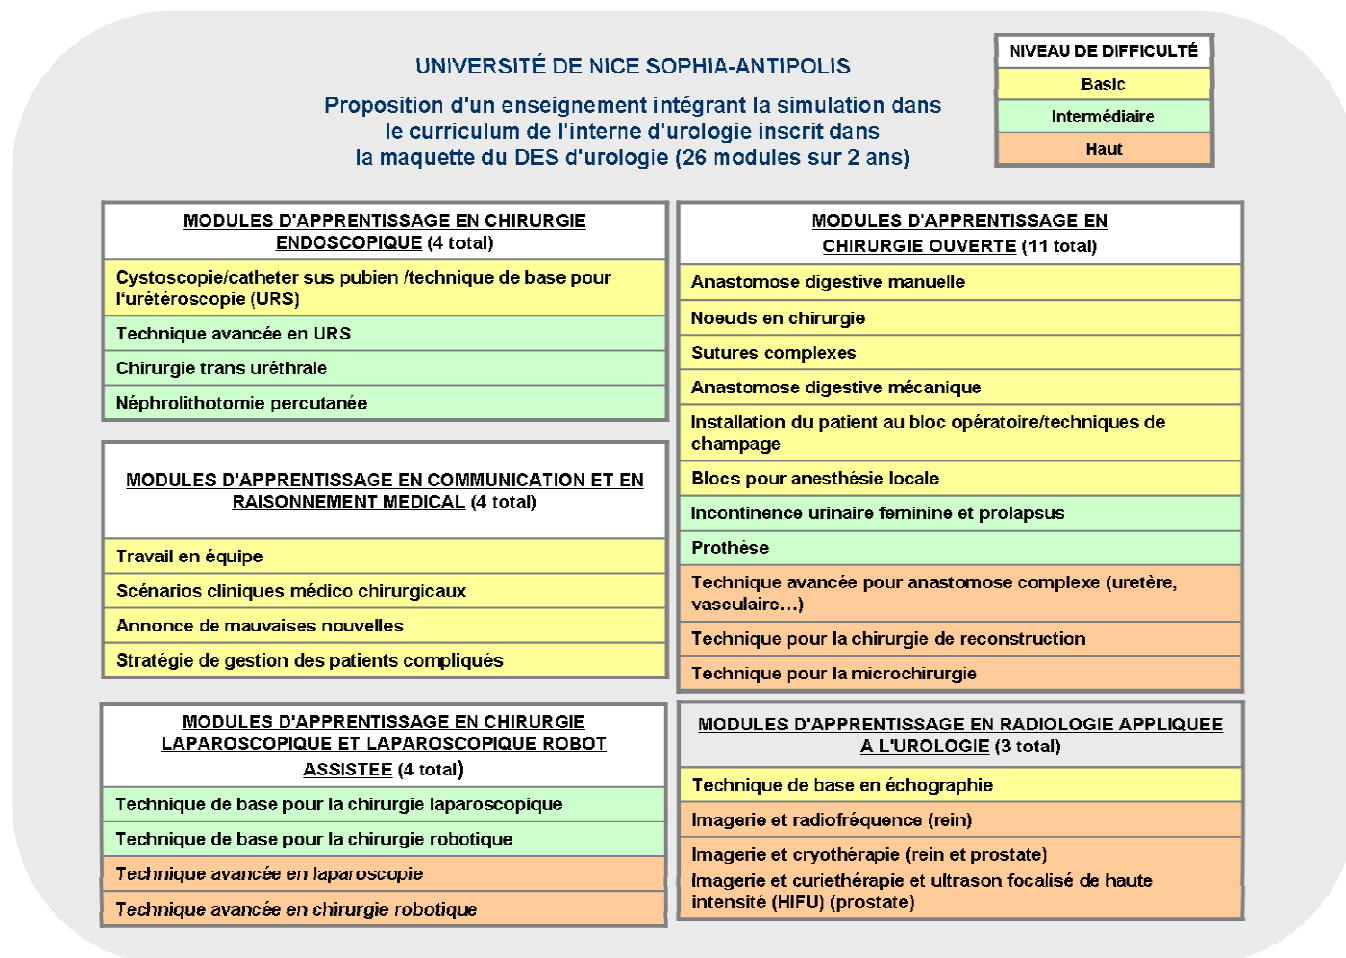 UNIVERSITÉ DE NICE SOPHIA-ANTIPOLIS
Proposition d'un enseignement intégrant la simulation dans
le curriculum de l'interne d'urologie inscrit dans
la maquette du DES d'urologie (26 modules sur 2 ans)
NIVEAU DE DIFFICULTÉ
Basic
Intermédiaire
Haut
MODULES D'APPRENTISSAGE EN CHIRURGIE
ENDOSCOPIQUE (4 total)
Cystoscopie/catheter sus pubien /technique de base pour
l'urétéroscopie (URS)
Technique avancée en URS
Chirurgie trans uréthrale
Néphrolithotomie percutanée
MODULES D'APPRENTISSAGE EN COMMUNICATION ET EN
RAISONNEMENT MEDICAL (4 total)
Travail en équipe
Scénarios cliniques médico chirurgicaux
Annonce de mauvaises nouvelles
Stratégie de gestion des patients compliqués
MODULES D'APPRENTISSAGE EN CHIRURGIE
LAPAROSCOPIQUE ET LAPAROSCOPIQUE ROBOT
ASSISTEE (4 total)
Technique de base pour la chirurgie laparoscopique
Technique de base pour la chirurgie robotique
Technique avancée en laparoscopie
Technique avancée en chirurgie robotique
MODULES D'APPRENTISSAGE EN
CHIRURGIE OUVERTE (11 total)
Anastomose digestive manuelle
Noeuds en chirurgie
Sutures complexes
Anastomose digestive mécanique
Installation du patient au bloc opératoire/techniques de
champage
Blocs pour anesthésie locale
Incontinence urinaire feminine et prolapsus
Prothèse
Technique avancée pour anastomose complexe (uretère,
vasculaire…)
Technique pour la chirurgie de reconstruction
Technique pour la microchirurgie
MODULES D'APPRENTISSAGE EN RADIOLOGIE APPLIQUEE
A L'UROLOGIE (3 total)
Technique de base en échographie
Imagerie et radiofréquence (rein)
Imagerie et cryothérapie (rein et prostate)
Imagerie et curiethérapie et ultrason focalisé de haute
intensité (HIFU) (prostate)